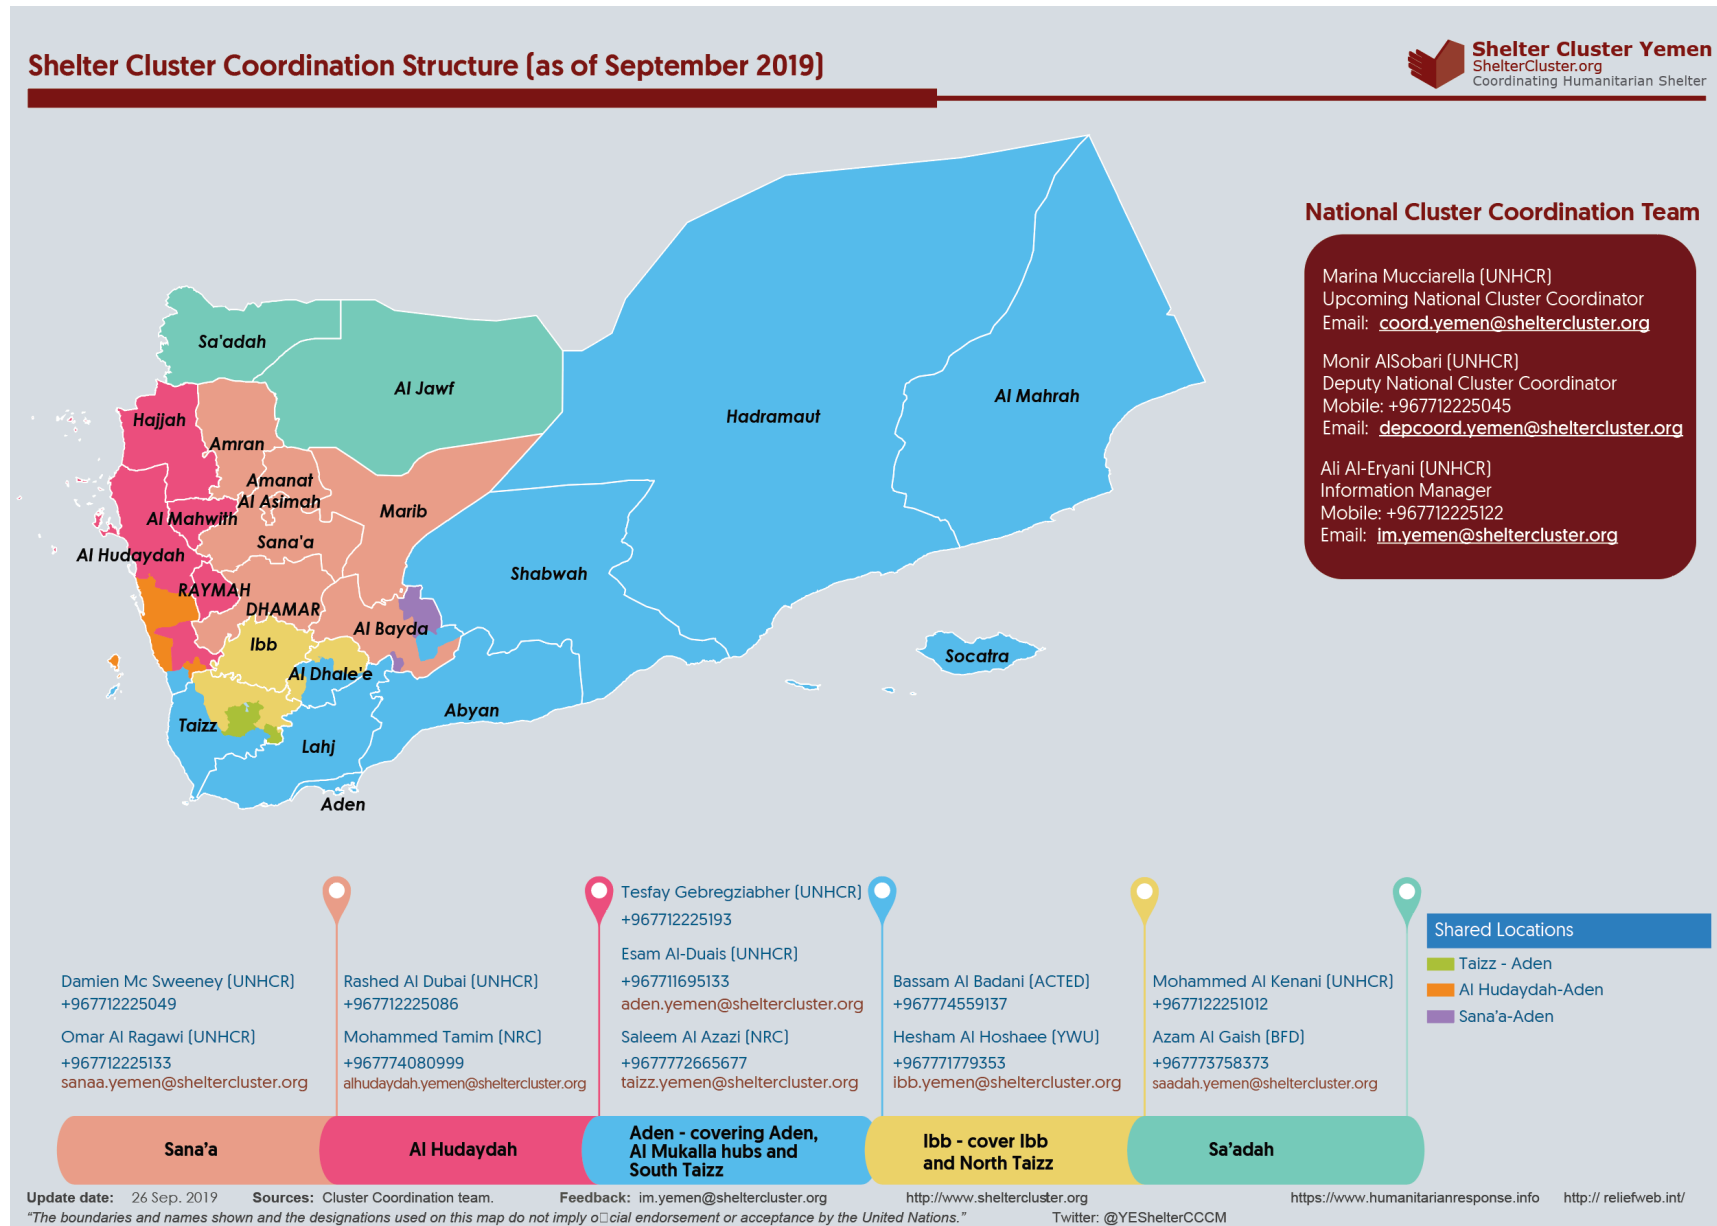 Shelter Cluster Coordination Structure (as of September 2019)
Shelter Cluster Yemen
ShelterCluster.org
Coordinating Humanitarian Shelter
National Cluster Coordination Team
Marina Mucciarella (UNHCR)
Upcoming National Cluster Coordinator
Email: coord.yemen@sheltercluster.org
Monir AlSobari (UNHCR)
Deputy National Cluster Coordinator
Mobile: +967712225045
Email: depcoord.yemen@sheltercluster.org
Ali Al-Eryani (UNHCR)
Information Manager
Mobile: +967712225122
Email: im.yemen@sheltercluster.org
Sa'adah
Al Jawf
Hadramaut
Al Mahrah
Hajjah
Amran
Amanat
Al Asimah
Marib
Al Mahwith
Sana'a
Al Hudaydah
Shabwah
RAYMAH
DHAMAR
Al Bayda
Ibb
Al Dhale'e
Socatra
Abyan
Taizz
Lahj
Aden
Damien Mc Sweeney (UNHCR)
+967712225049
Omar Al Ragawi (UNHCR)
+967712225133
sanaa.yemen@sheltercluster.org
Sana'a
Rashed Al Dubai (UNHCR)
+967712225086
Mohammed Tamim (NRC)
+967774080999
alhudaydah.yemen@sheltercluster.org
Al Hudaydah
Tesfay Gebregziabher (UNHCR)
+967712225193
Esam Al-Duais (UNHCR)
+967711695133
aden.yemen@sheltercluster.org
Saleem Al Azazi (NRC)
+9677772665677
taizz.yemen@sheltercluster.org
Aden - covering Aden,
Al Mukalla hubs and
South Taizz
Bassam Al Badani (ACTED)
+967774559137
Hesham Al Hoshaee (YWU)
+967771779353
ibb.yemen@sheltercluster.org
Ibb - cover Ibb
and North Taizz
Mohammed Al Kenani (UNHCR)
+9677122251012
Azam Al Gaish (BFD)
+967773758373
saadah.yemen@sheltercluster.org
Sa'adah
Shared Locations
Taizz - Aden
Al Hudaydah-Aden
Sana'a-Aden
Update date: 26 Sep. 2019 Sources: Cluster Coordination team. Feedback: im.yemen@sheltercluster.org http://www.sheltercluster.org https://www.humanitarianresponse.info http:// reliefweb.int/
"The boundaries and names shown and the designations used on this map do not imply o□cial endorsement or acceptance by the United Nations." Twitter: @YEShelterCCCM